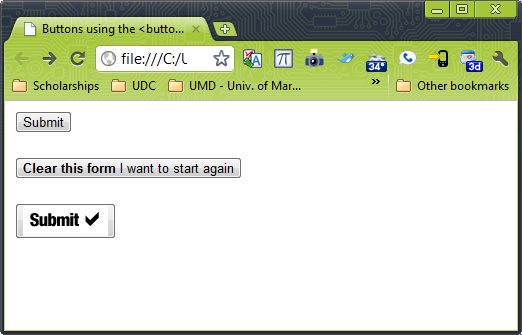 Buttons using the <butto...
file:///C:/U
34°
3d
Scholarships
UDC
UMD - Univ. of Mar...
»
Other bookmarks
Submit
Clear this form I want to start again
Submit ✔